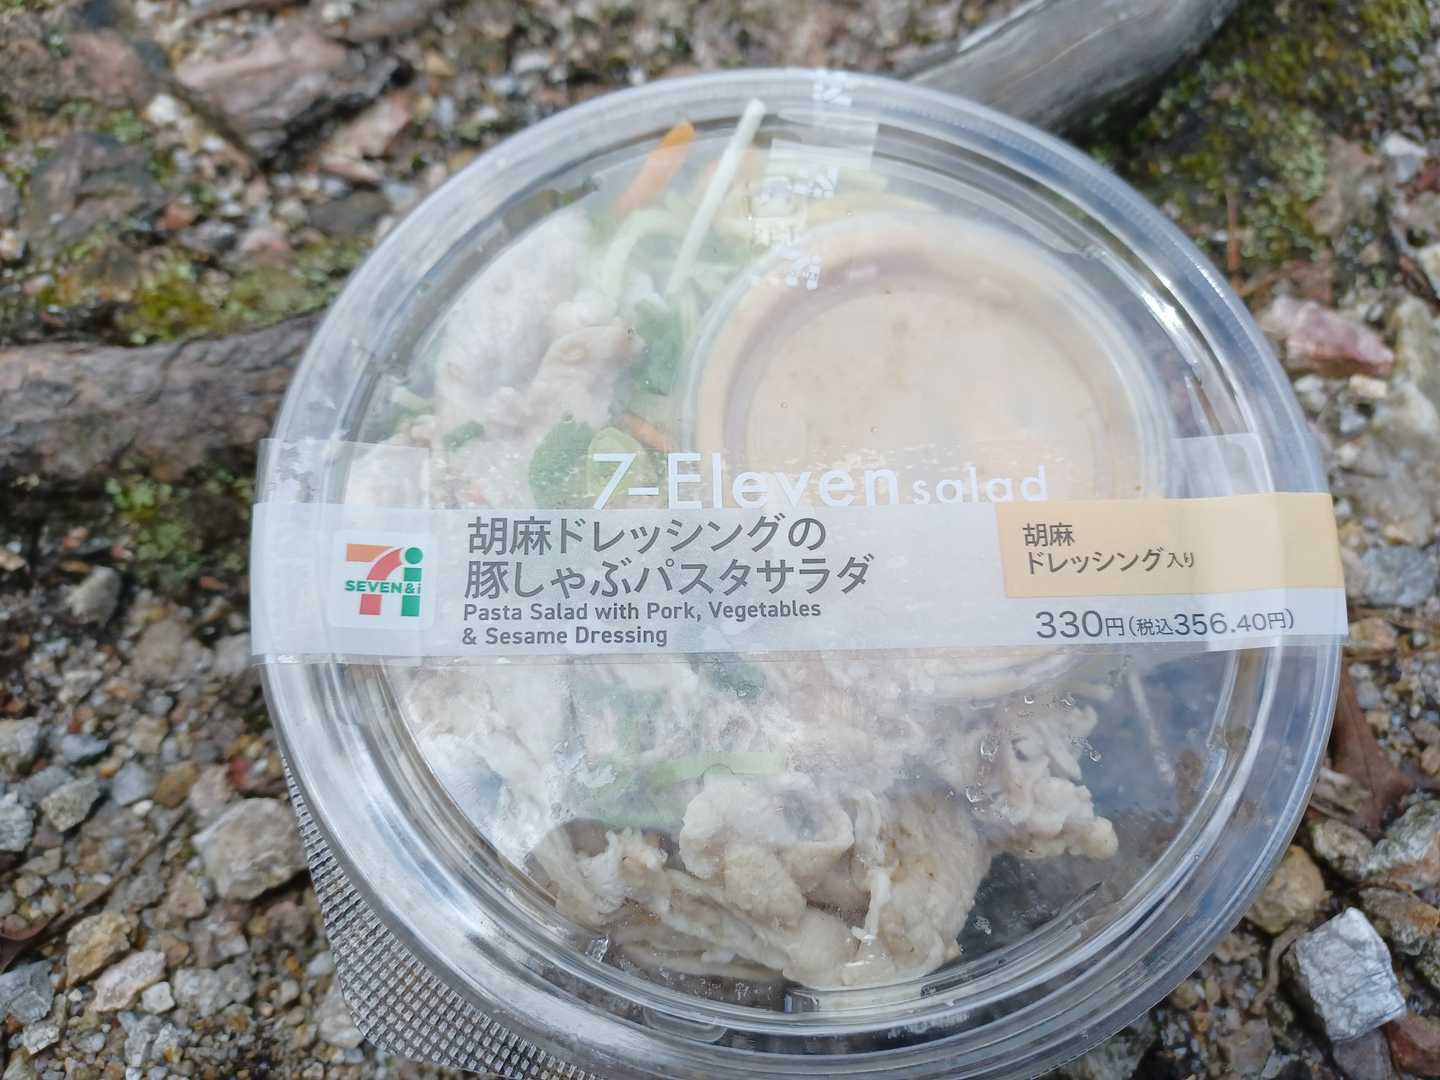 7-Eleven salad
SEVEN&i
胡麻ドレッシングの
豚しゃぶパスタサラダ
Pasta Salad with Pork, Vegetables
& Sesame Dressing
胡麻
ドレッシング入り
330円(税込356.40円)